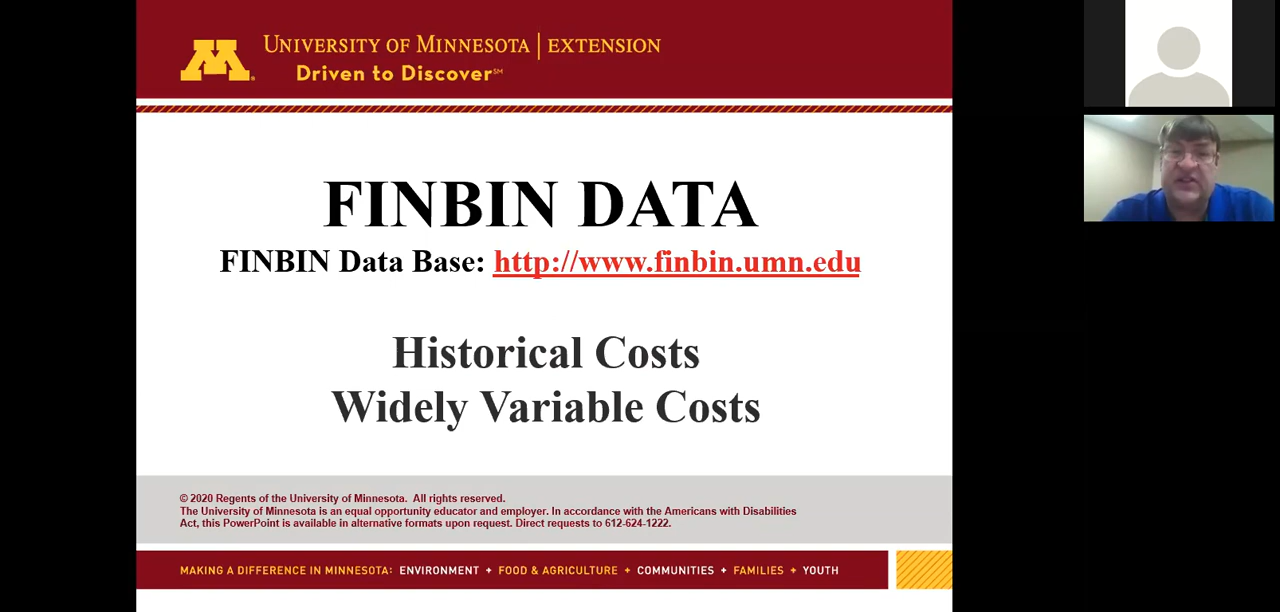 UNIVERSITY OF MINNESOTA | EXTENSION
Driven to Discover℠
FINBIN DATA
FINBIN Data Base: http://www.finbin.umn.edu
Historical Costs
Widely Variable Costs
© 2020 Regents of the University of Minnesota. All rights reserved.
The University of Minnesota is an equal opportunity educator and employer. In accordance with the Americans with Disabilities
Act, this PowerPoint is available in alternative formats upon request. Direct requests to 612-624-1222.
MAKING A DIFFERENCE IN MINNESOTA: ENVIRONMENT + FOOD & AGRICULTURE + COMMUNITIES + FAMILIES + YOUTH